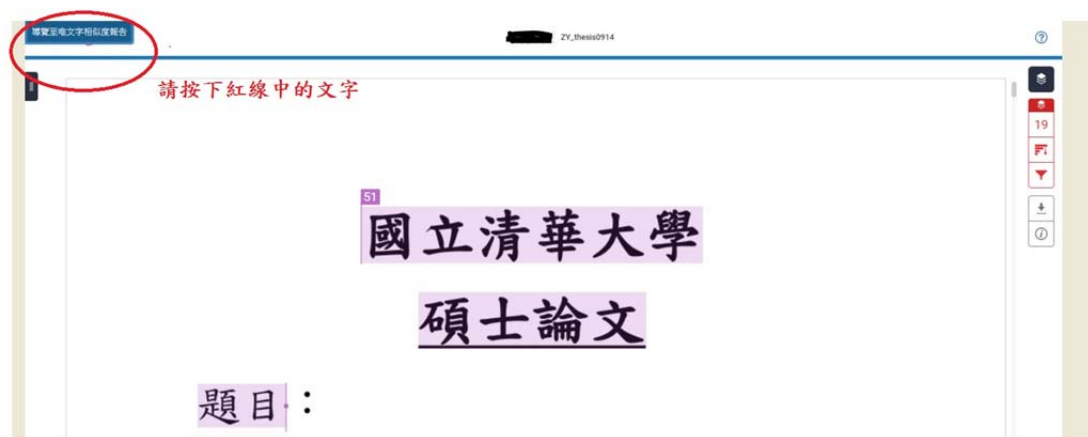 導覽至唯文字相似度報告
ZY_thesis0914
請按下紅線中的文字
19
51
國立清華大學
碩士論文
題目：